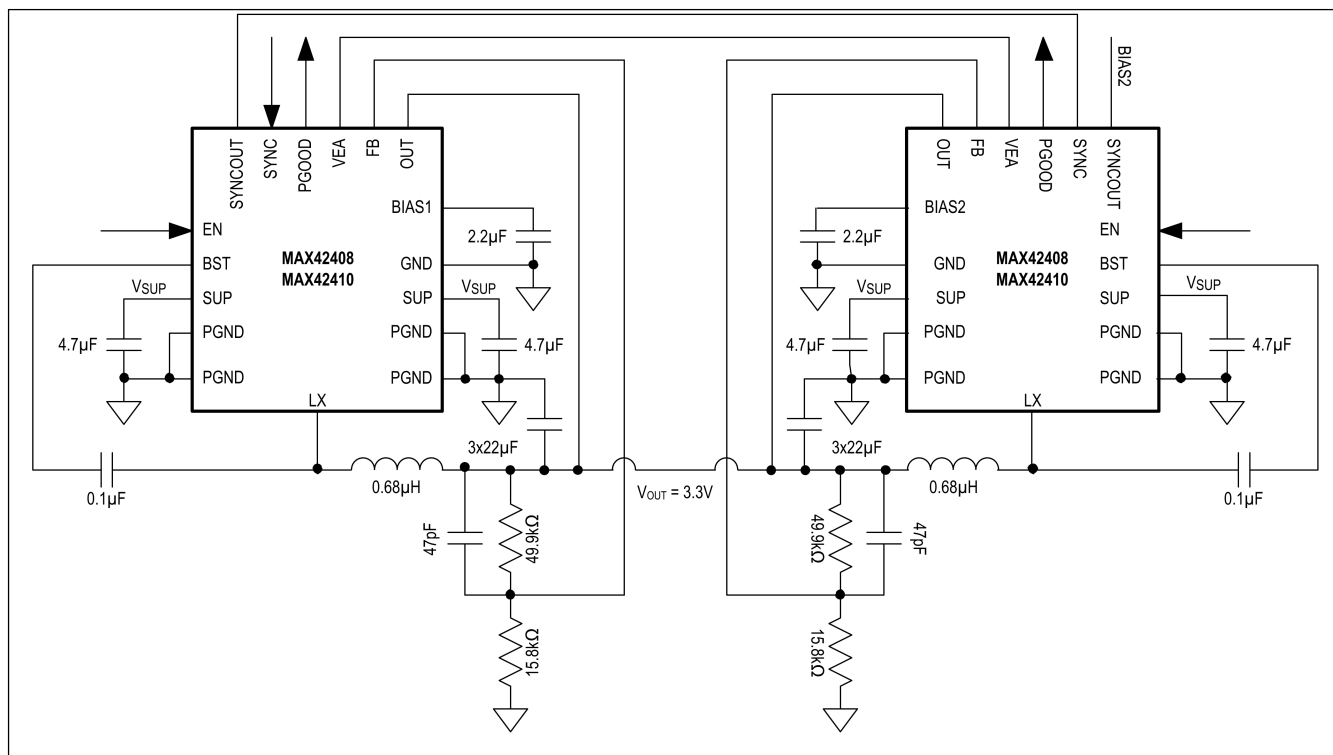 SYNCOUT
SYNC
PGOOD
VEA
FB
OUT
BIAS1
2.2µF
EN
MAX42408
MAX42410
BST
GND
VSUP
SUP
VSUP
SUP
4.7µF
PGND
PGND
4.7µF
PGND
PGND
LX
3x22µF
0.1µF
0.68µH
47pF
49.9kΩ
15.8kΩ
VOUT = 3.3V
BIAS2
OUT
FB
VEA
PGOOD
SYNC
SYNCOUT
BIAS2
2.2µF
EN
MAX42408
MAX42410
GND
BST
VSUP
SUP
SUP
VSUP
4.7µF
PGND
PGND
4.7µF
PGND
PGND
LX
3x22µF
0.68µH
0.1µF
49.9kΩ
47pF
15.8kΩ